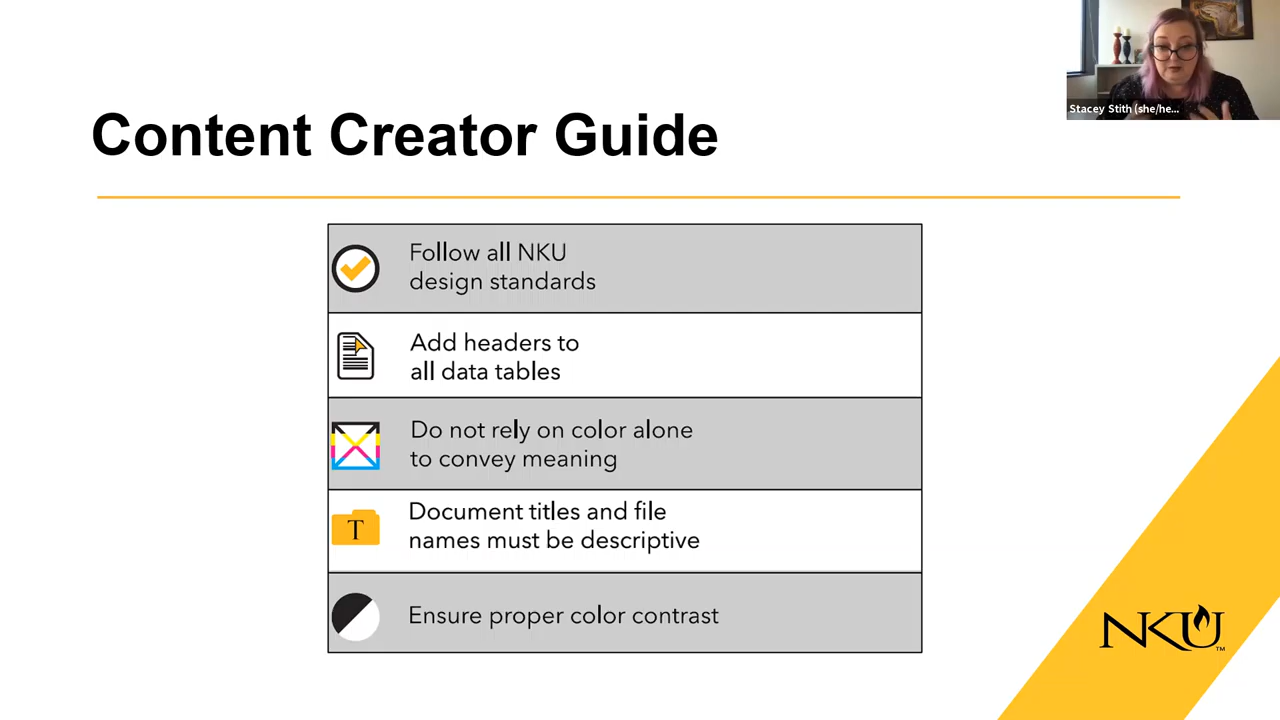 Stacey Stith (she/he...
Content Creator Guide
Follow all NKU
design standards
Add headers to
all data tables
Do not rely on color alone
to convey meaning
T
Document titles and file
names must be descriptive
Ensure proper color contrast
NKU
TM